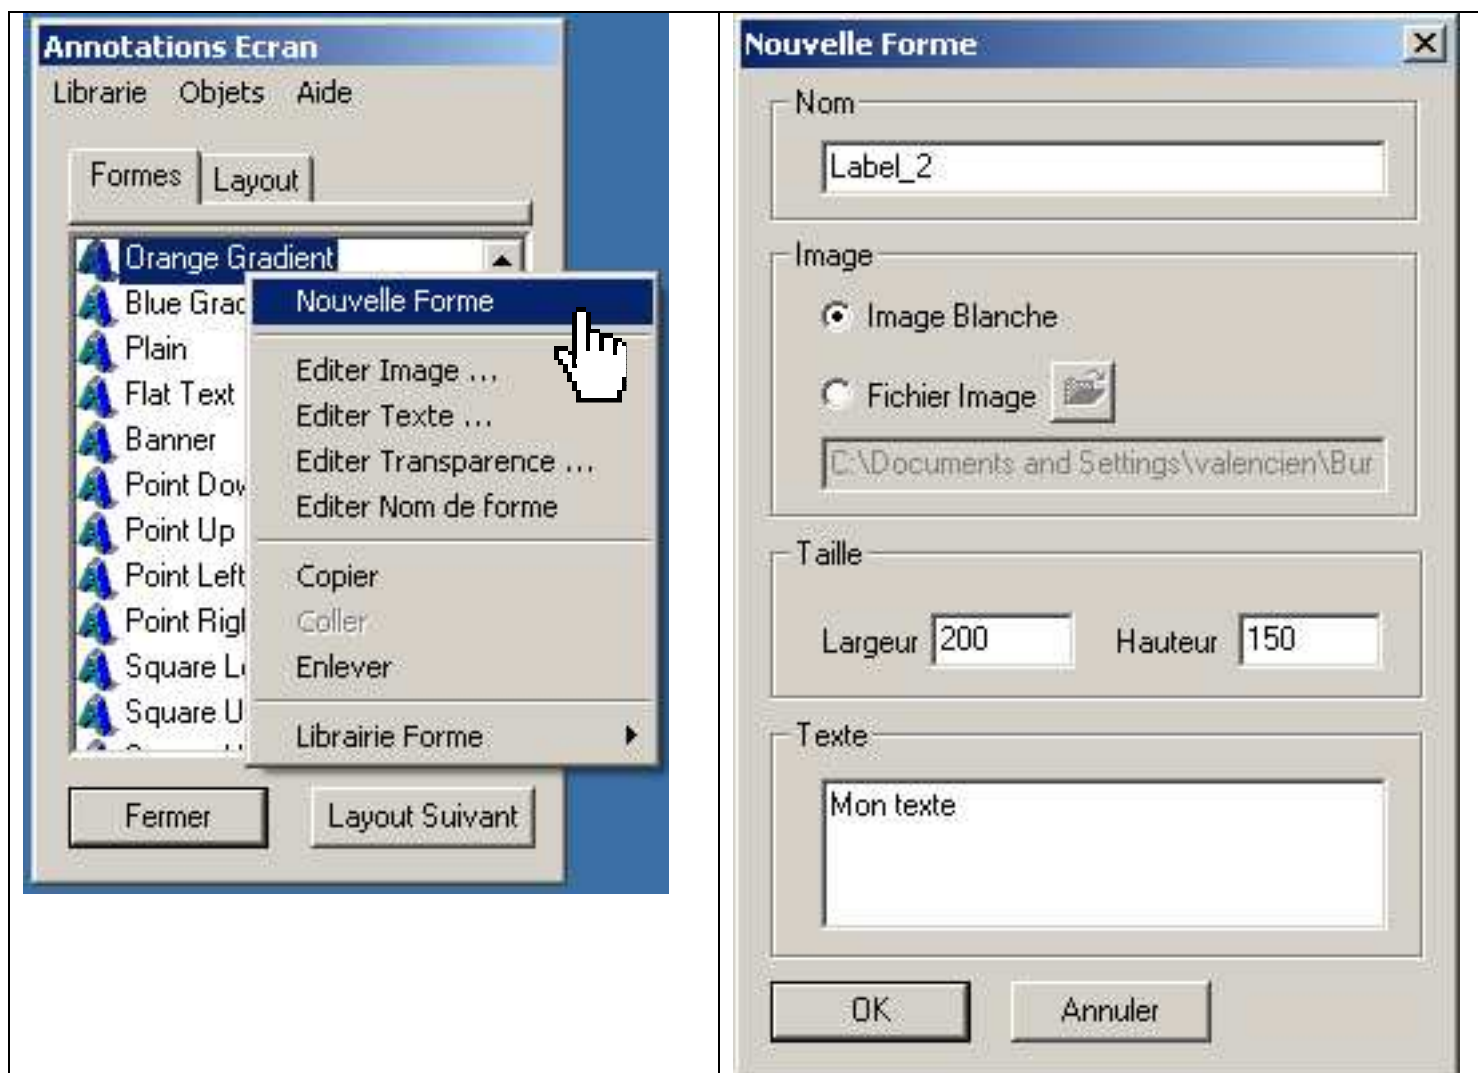 Annotations Ecran
Librarie Objets Aide
Formes Layout
Orange Gradient
Blue Grad
Plain
Flat Text
Banner
Point Dow
Point Up
Point Left
Point Righ
Square Le
Square U
Nouvelle Forme
Editer Image ...
Editer Texte ...
Editer Transparence ...
Editer Nom de forme
Copier
Coller
Enlever
Librairie Forme
Fermer Layout Suivant
Nouvelle Forme
Nom
Label_2
Image
Image Blanche
Fichier Image
C:\Documents and Settings\valencien\Bur
Taille
Largeur 200 Hauteur 150
Texte
Mon texte
OK Annuler